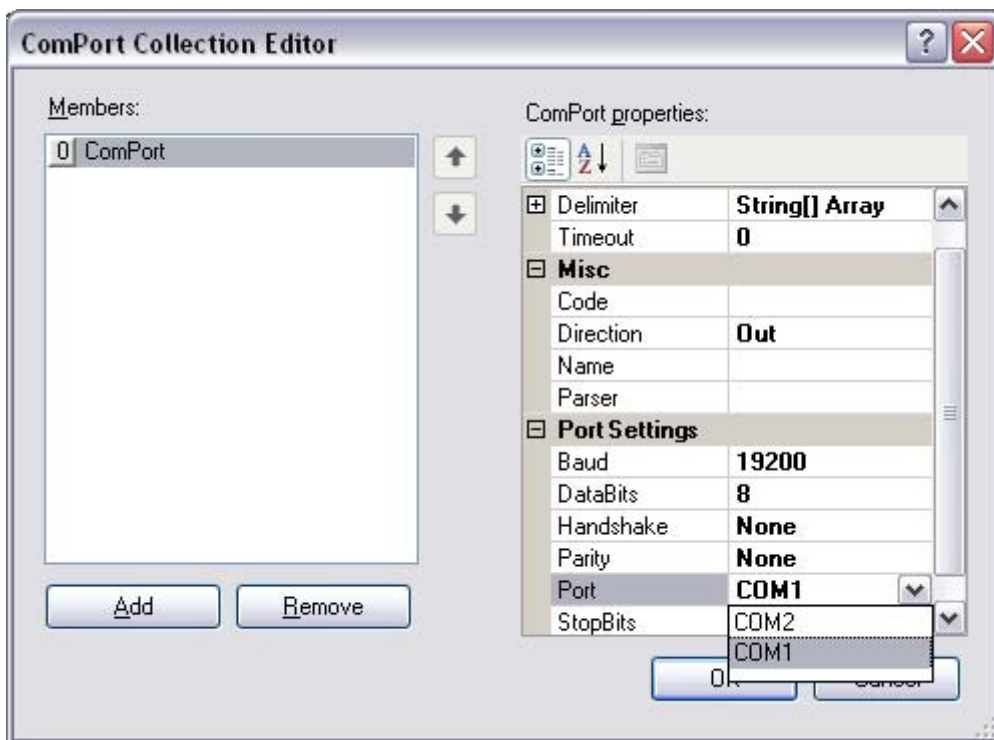 ComPort Collection Editor
?
Members:
0 ComPort
Add
Remove
ComPort properties:
A
Z
Delimiter String[] Array
Timeout 0
Misc
Code
Direction Out
Name
Parser
Port Settings
Baud 19200
DataBits 8
Handshake None
Parity None
Port COM1
StopBits
COM2
COM1